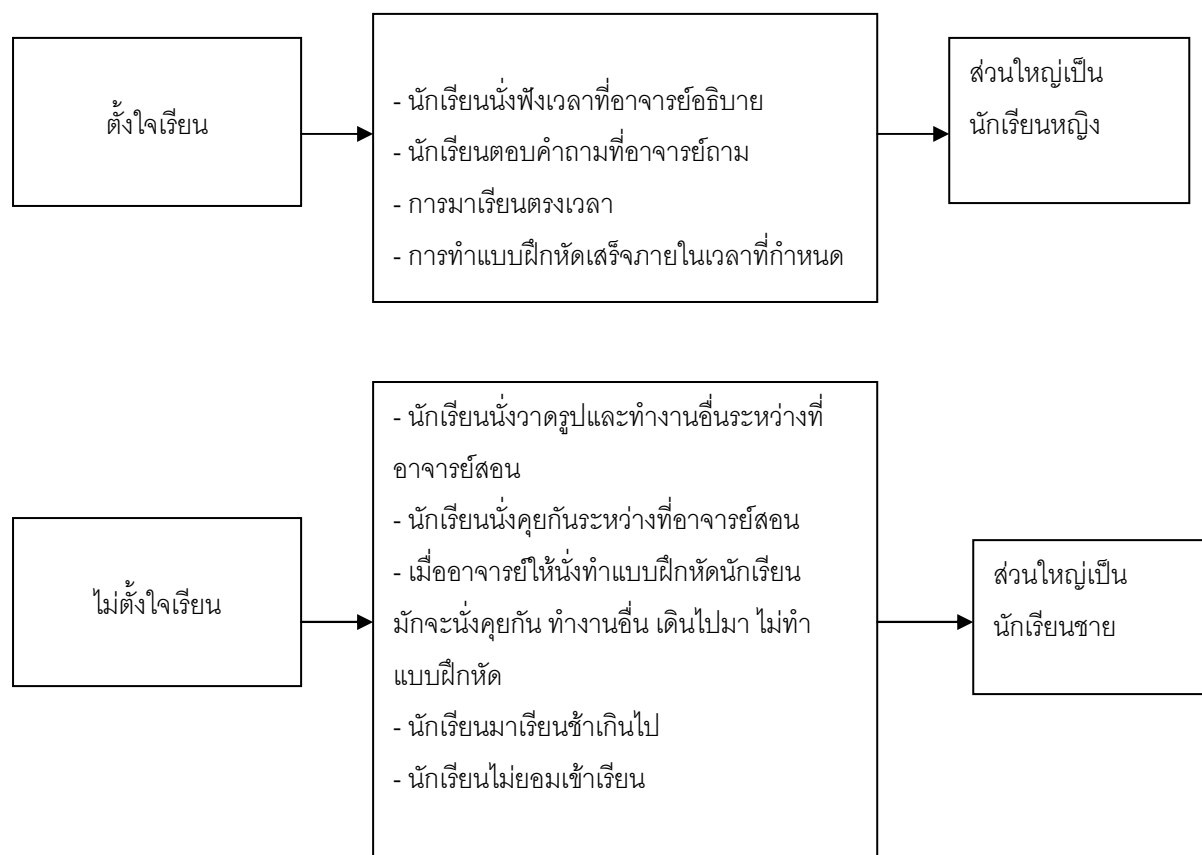 ตั้งใจเรียน
- นักเรียนนั่งฟังเวลาที่อาจารย์อธิบาย
- นักเรียนตอบคำถามที่อาจารย์ถาม
- การมาเรียนตรงเวลา
- การทำแบบฝึกหัดเสร็จภายในเวลาที่กำหนด
ส่วนใหญ่เป็น
นักเรียนหญิง
ไม่ตั้งใจเรียน
- นักเรียนนั่งวาดรูปและทำงานอื่นระหว่างที่
อาจารย์สอน
- นักเรียนนั่งคุยกันระหว่างที่อาจารย์สอน
- เมื่ออาจารย์ให้นั่งทำแบบฝึกหัดนักเรียน
มักจะนั่งคุยกัน ทำงานอื่น เดินไปมา ไม่ทำ
แบบฝึกหัด
- นักเรียนมาเรียนช้าเกินไป
- นักเรียนไม่ยอมเข้าเรียน
ส่วนใหญ่เป็น
นักเรียนชาย